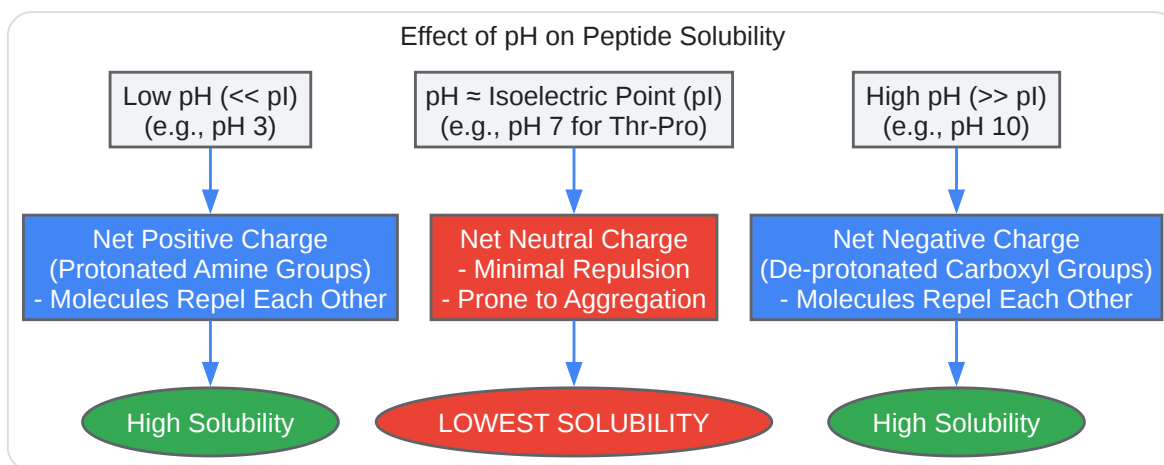 Effect of pH on Peptide Solubility
Low pH (<< pI)
(e.g., pH 3)
pH ≈ Isoelectric Point (pI)
(e.g., pH 7 for Thr-Pro)
High pH (>> pI)
(e.g., pH 10)
Net Positive Charge
(Protonated Amine Groups)
- Molecules Repel Each Other
Net Neutral Charge
- Minimal Repulsion
- Prone to Aggregation
Net Negative Charge
(De-protonated Carboxyl Groups)
- Molecules Repel Each Other
High Solubility
LOWEST SOLUBILITY
High Solubility